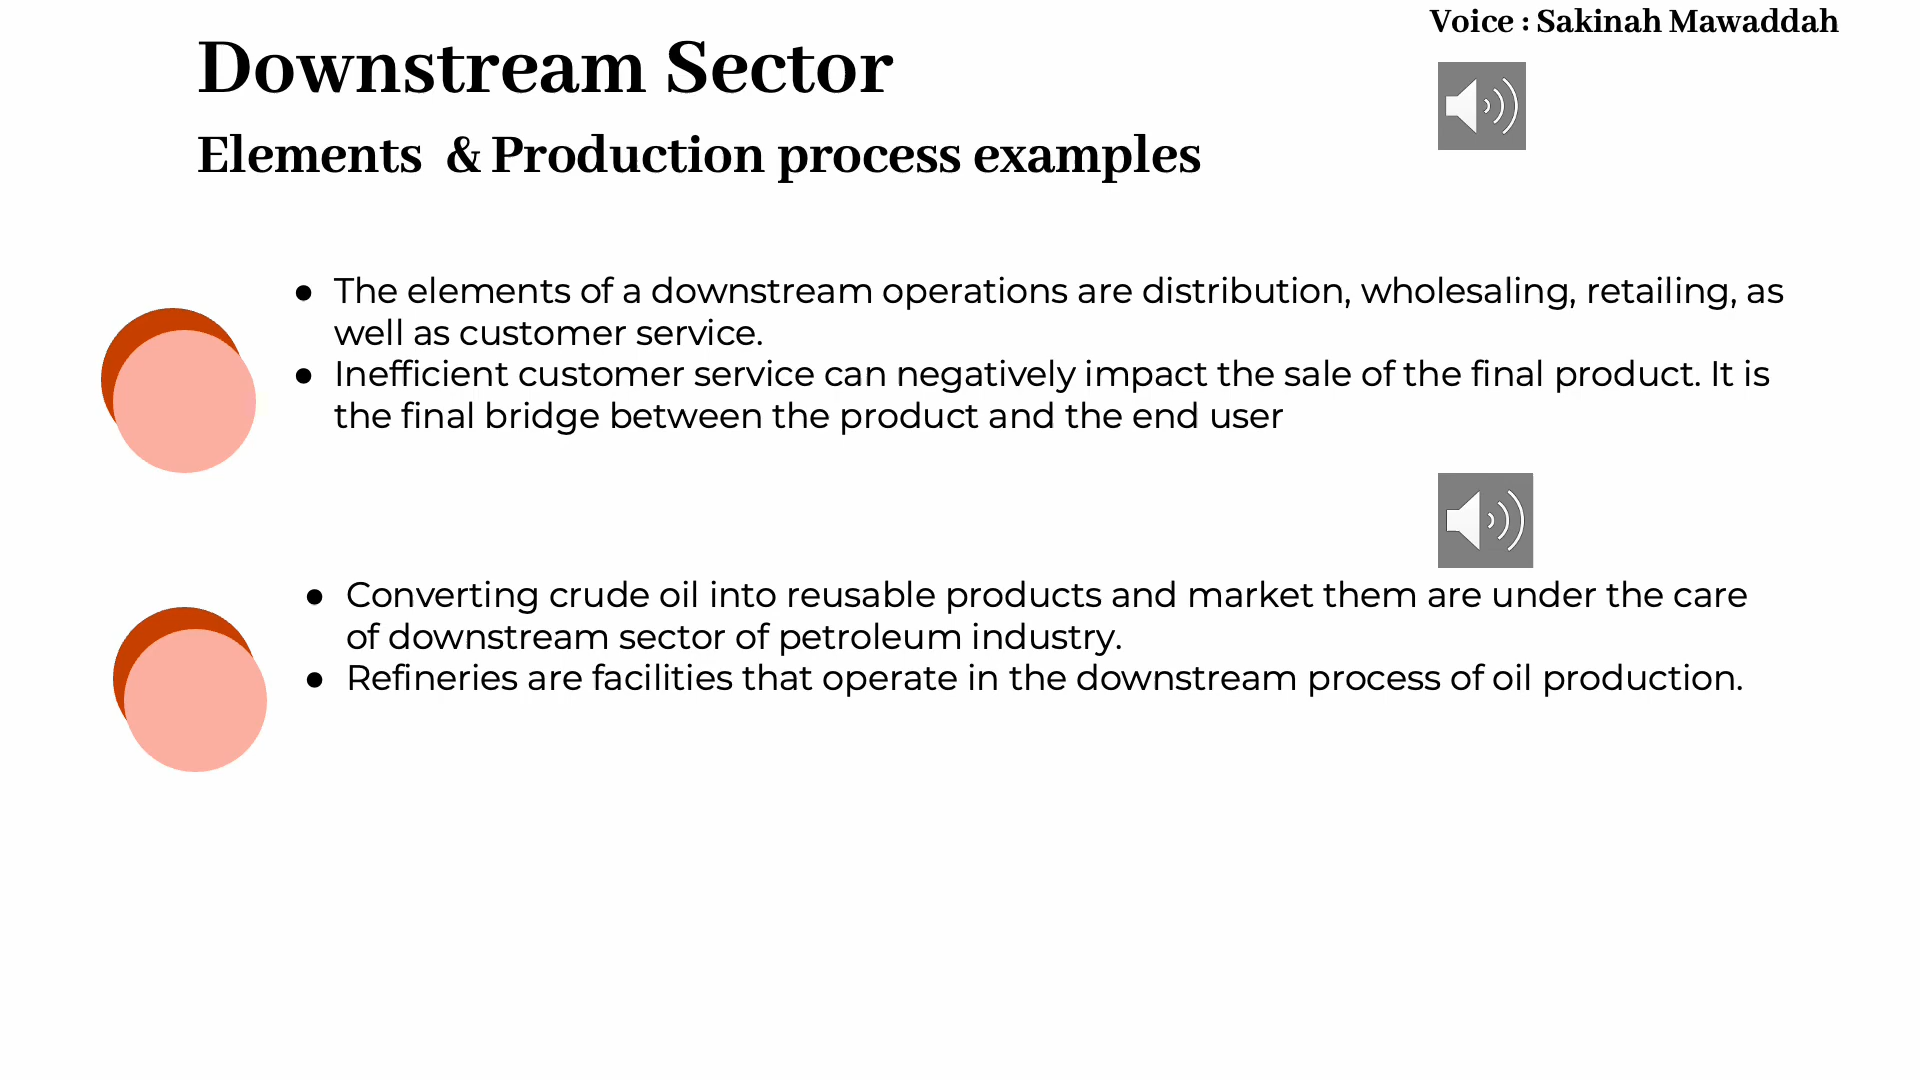 Voice : Sakinah Mawaddah
Downstream Sector
Elements & Production process examples
● The elements of a downstream operations are distribution, wholesaling, retailing, as
well as customer service.
● Inefficient customer service can negatively impact the sale of the final product. It is
the final bridge between the product and the end user
● Converting crude oil into reusable products and market them are under the care
of downstream sector of petroleum industry.
● Refineries are facilities that operate in the downstream process of oil production.